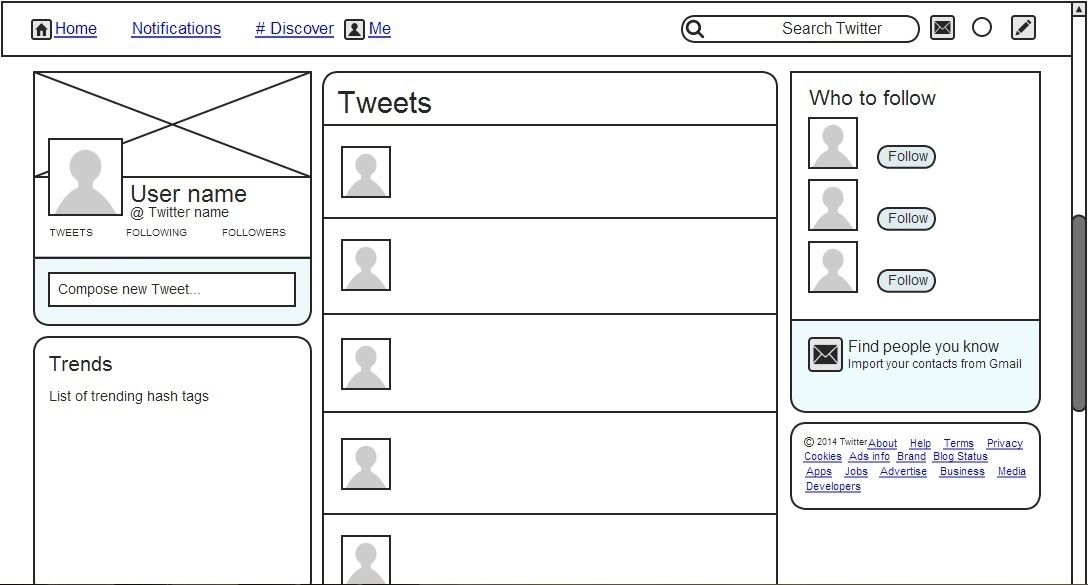 Home Notifications # Discover Me Search Twitter
User name
@ Twitter name
TWEETS FOLLOWING FOLLOWERS
Compose new Tweet...
Trends
List of trending hash tags
Tweets
Who to follow
Follow
Follow
Follow
Find people you know
Import your contacts from Gmail
© 2014 Twitter About Help Terms Privacy
Cookies Ads info Brand Blog Status
Apps Jobs Advertise Business Media
Developers